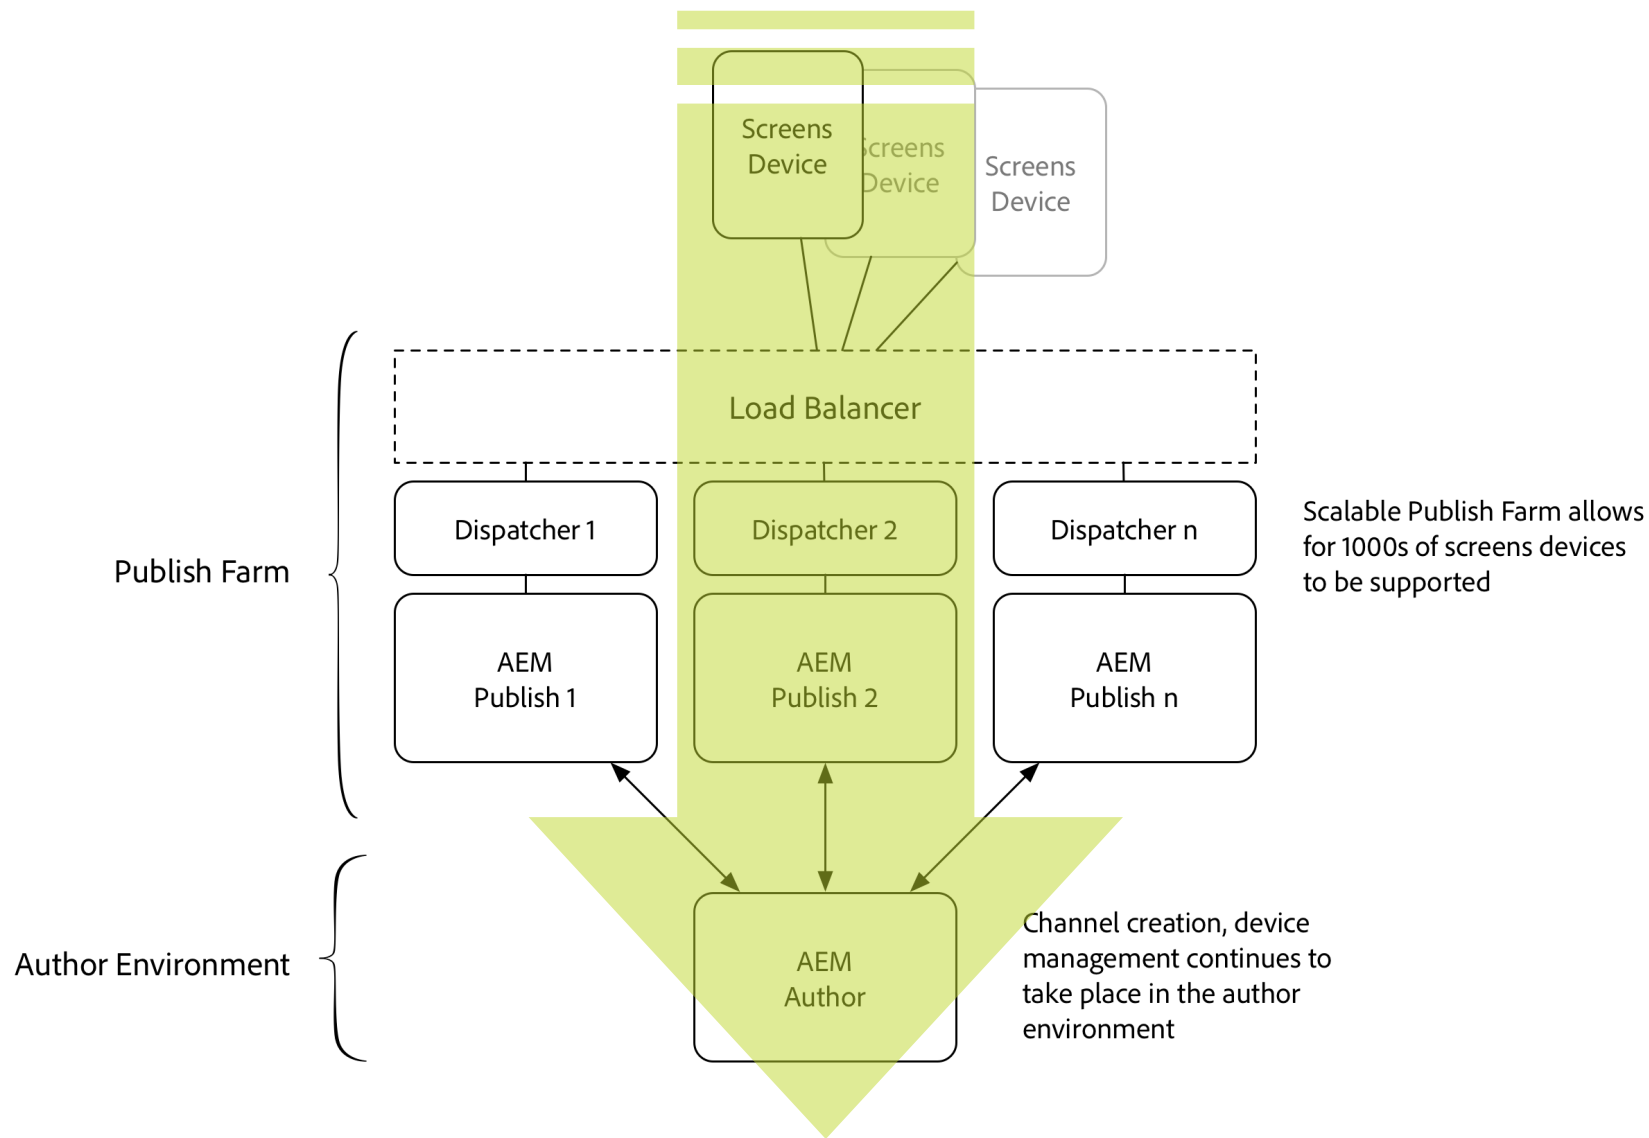 Screens
Device
Screens
Device
Screens
Device
Load Balancer
Dispatcher 1
Dispatcher 2
Dispatcher n
Publish Farm
Scalable Publish Farm allows
for 1000s of screens devices
to be supported
AEM
Publish 1
AEM
Publish 2
AEM
Publish n
Author Environment
AEM
Author
Channel creation, device
management continues to
take place in the author
environment